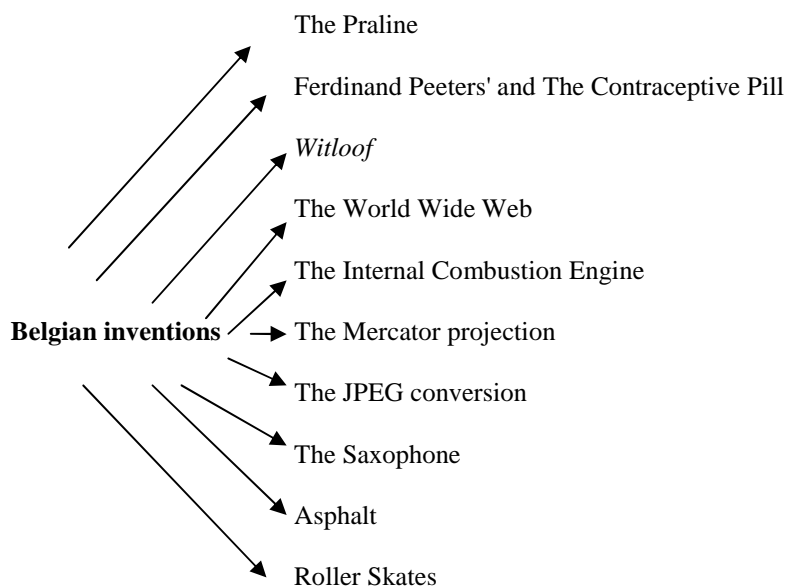 The Praline
Ferdinand Peeters' and The Contraceptive Pill
Witloof
The World Wide Web
The Internal Combustion Engine
Belgian inventions
The Mercator projection
The JPEG conversion
The Saxophone
Asphalt
Roller Skates